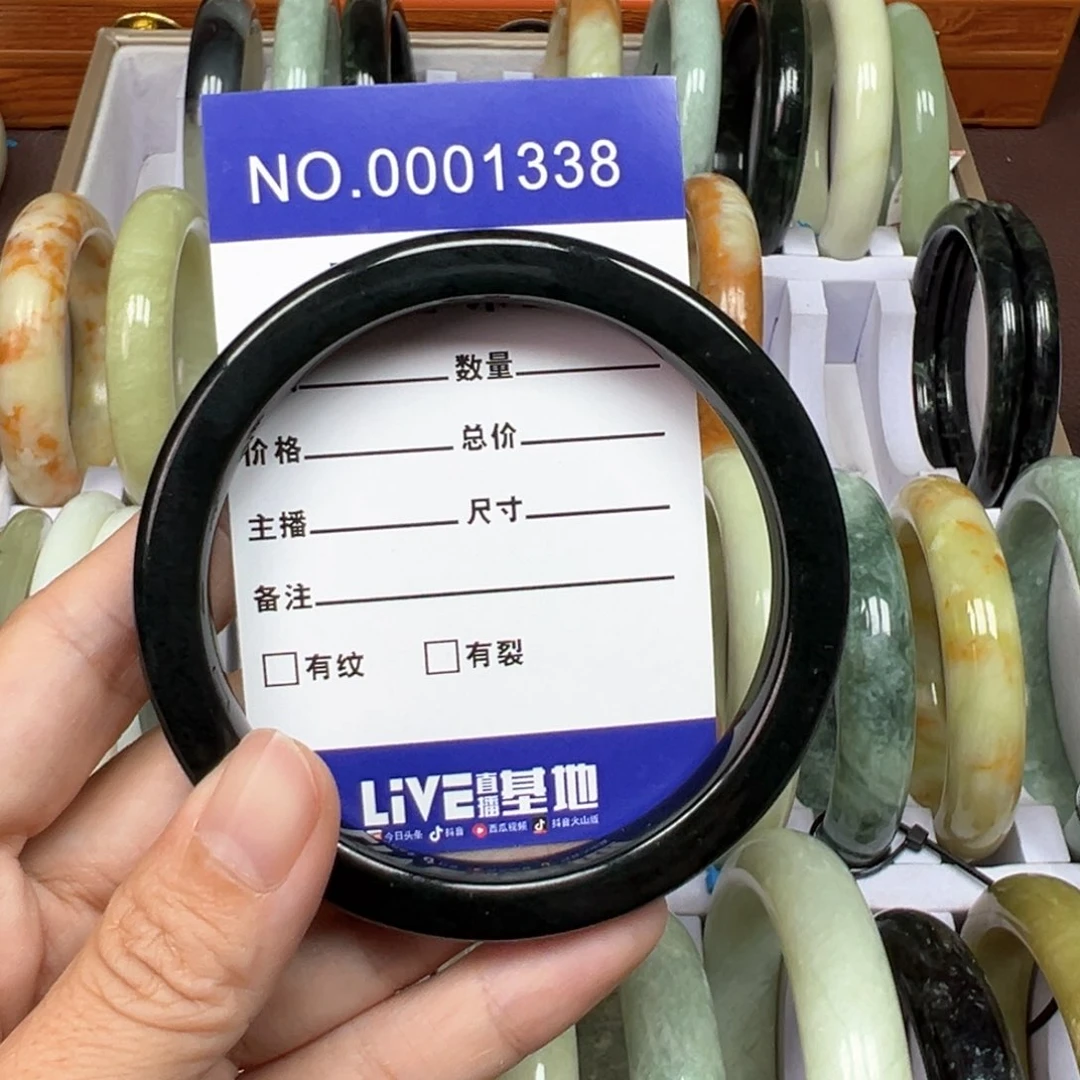 NO.0001338
数量
价格 总价
主播 尺寸
备注
有纹 有裂
LiVE直播基地
今日头条 抖音 西瓜视频 抖音火山版